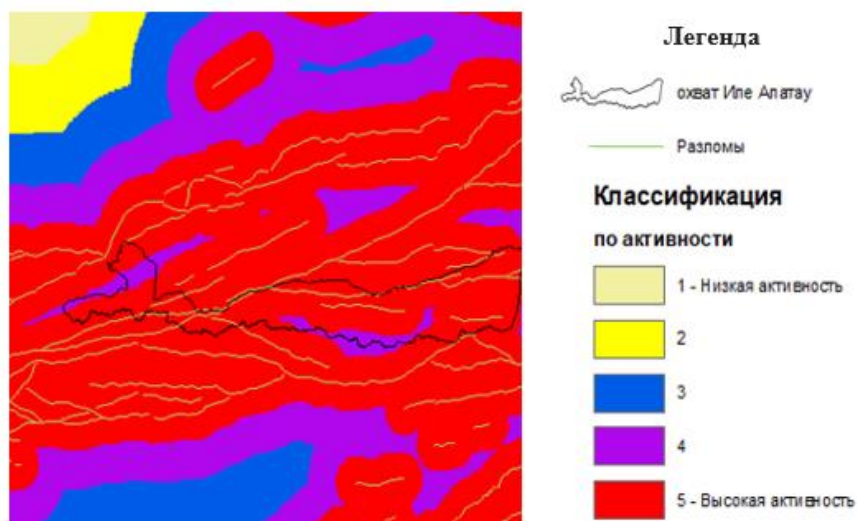 Легенда
охват Иле Алатау
Разломы
Классификация
по активности
1 - Низкая активность
2
3
4
5 - Высокая активность